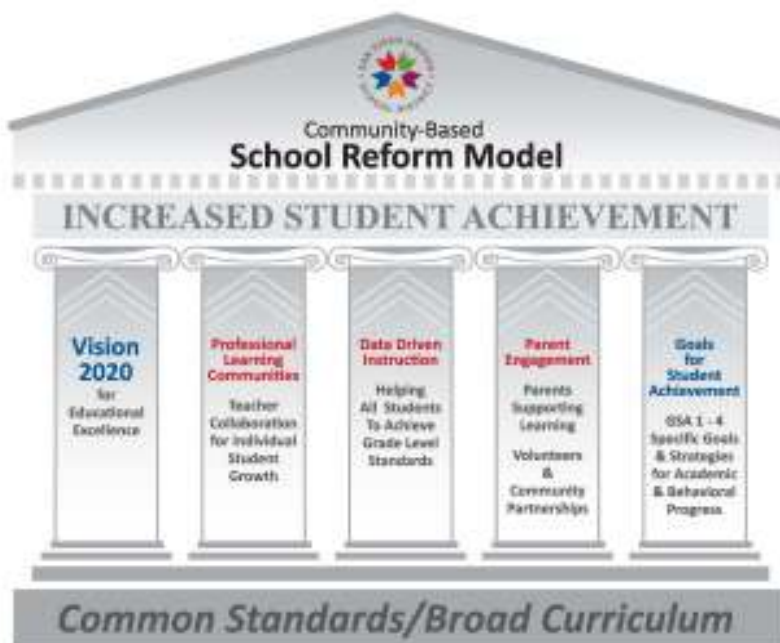 SAN DIEGO UNIFIED
Community-Based
School Reform Model
INCREASED STUDENT ACHIEVEMENT
Vision
2020
for
Educational
Excellence
Professional
Learning
Communities
Teacher
Collaboration
for Individual
Student
Growth
Data Driven
Instruction
Helping
All Students
To Achieve
Grade Level
Standards
Parent
Engagement
Parents
Supporting
Learning
Volunteers
&
Community
Partnerships
Goals
for
Student
Achievement
GSA 1 - 4
Specific Goals
& Strategies
for Academic
& Behavioral
Progress
Common Standards/Broad Curriculum